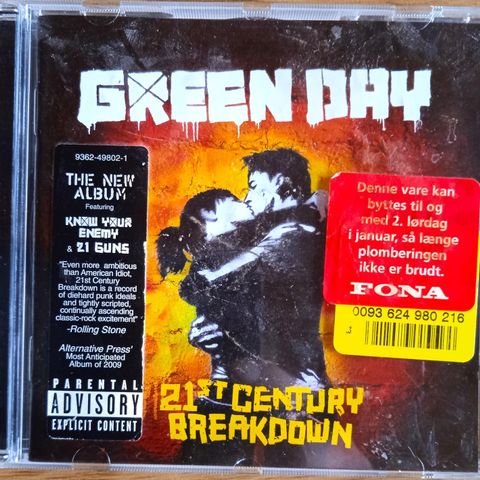 GREEN DAY
9362-49802-1
THE NEW
ALBUM
Featuring
KNOW YOUR
ENEMY
& 21 GUNS
"Even more ambitious
than American Idiot,
21st Century
Breakdown is a record
of diehard punk ideals
and tightly scripted,
continually ascending
classic-rock excitement"
-Rolling Stone
Alternative Press'
Most Anticipated
Album of 2009
PARENTAL
ADVISORY
EXPLICIT CONTENT
Denne vare kan
byttes til og
med 2. lørdag
i januar, så længe
plomberingen
ikke er brudt.
FONA
0093 624 980 216
21ST CENTURY
BREAKDOWN